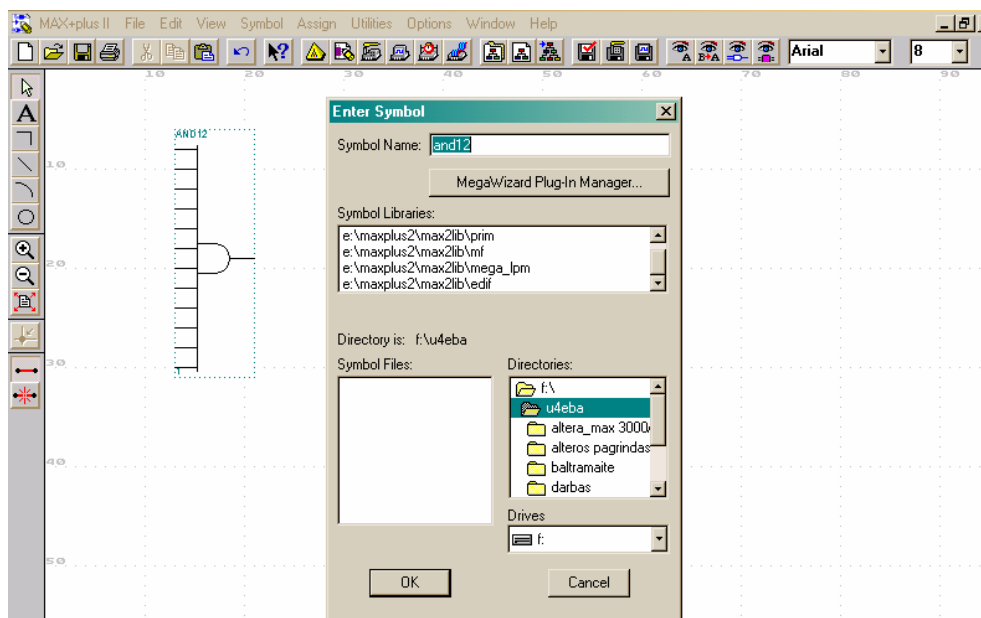 MAX+plus II File Edit View Symbol Assign Utilities Options Window Help
Arial 8
10 20 30 40 50 60 70 80 90
Enter Symbol
Symbol Name: and12
AND12
MegaWizard Plug-In Manager...
10
Symbol Libraries:
e:\maxplus2\max2lib\prim
e:\maxplus2\max2lib\mf
20
e:\maxplus2\max2lib\mega_lpm
e:\maxplus2\max2lib\edif
Directory is: f:\u4eba
30
Symbol Files: Directories:
1
f:\
u4eba
altera_max 3000
alteros pagrindas
40
baltramaite
darbas
Drives
f:
50
OK Cancel